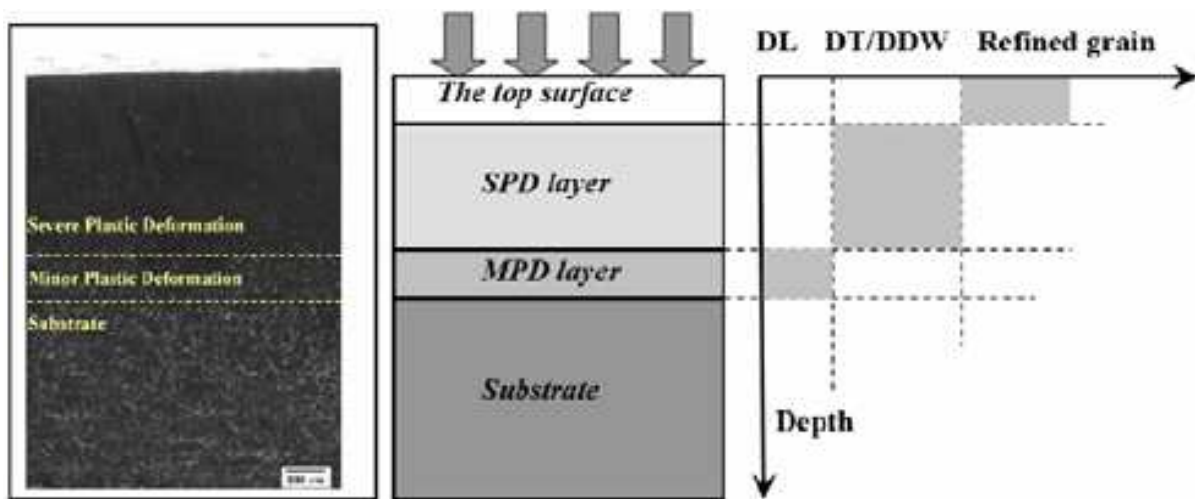 Severe Plastic Deformation
Minor Plastic Deformation
Substrate
The top surface
SPD layer
MPD layer
Substrate
DL DT/DDW Refined grain
Depth